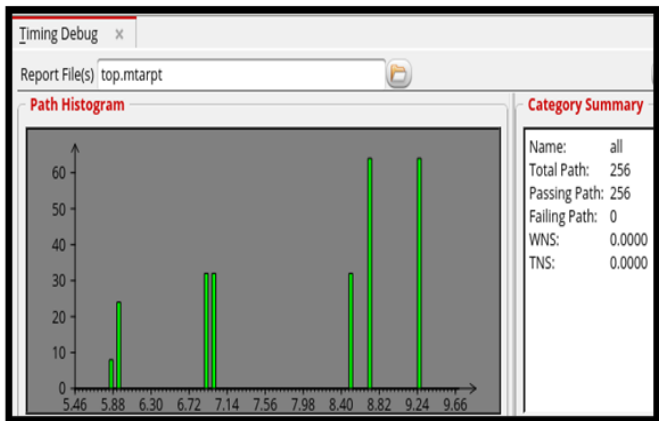 Timing Debug ×
Report File(s) top.mtarpt
Path Histogram
60
50
40
30
20
10
0
5.46 5.88 6.30 6.72 7.14 7.56 7.98 8.40 8.82 9.24 9.66
Category Summary
Name: all
Total Path: 256
Passing Path: 256
Failing Path: 0
WNS: 0.0000
TNS: 0.0000